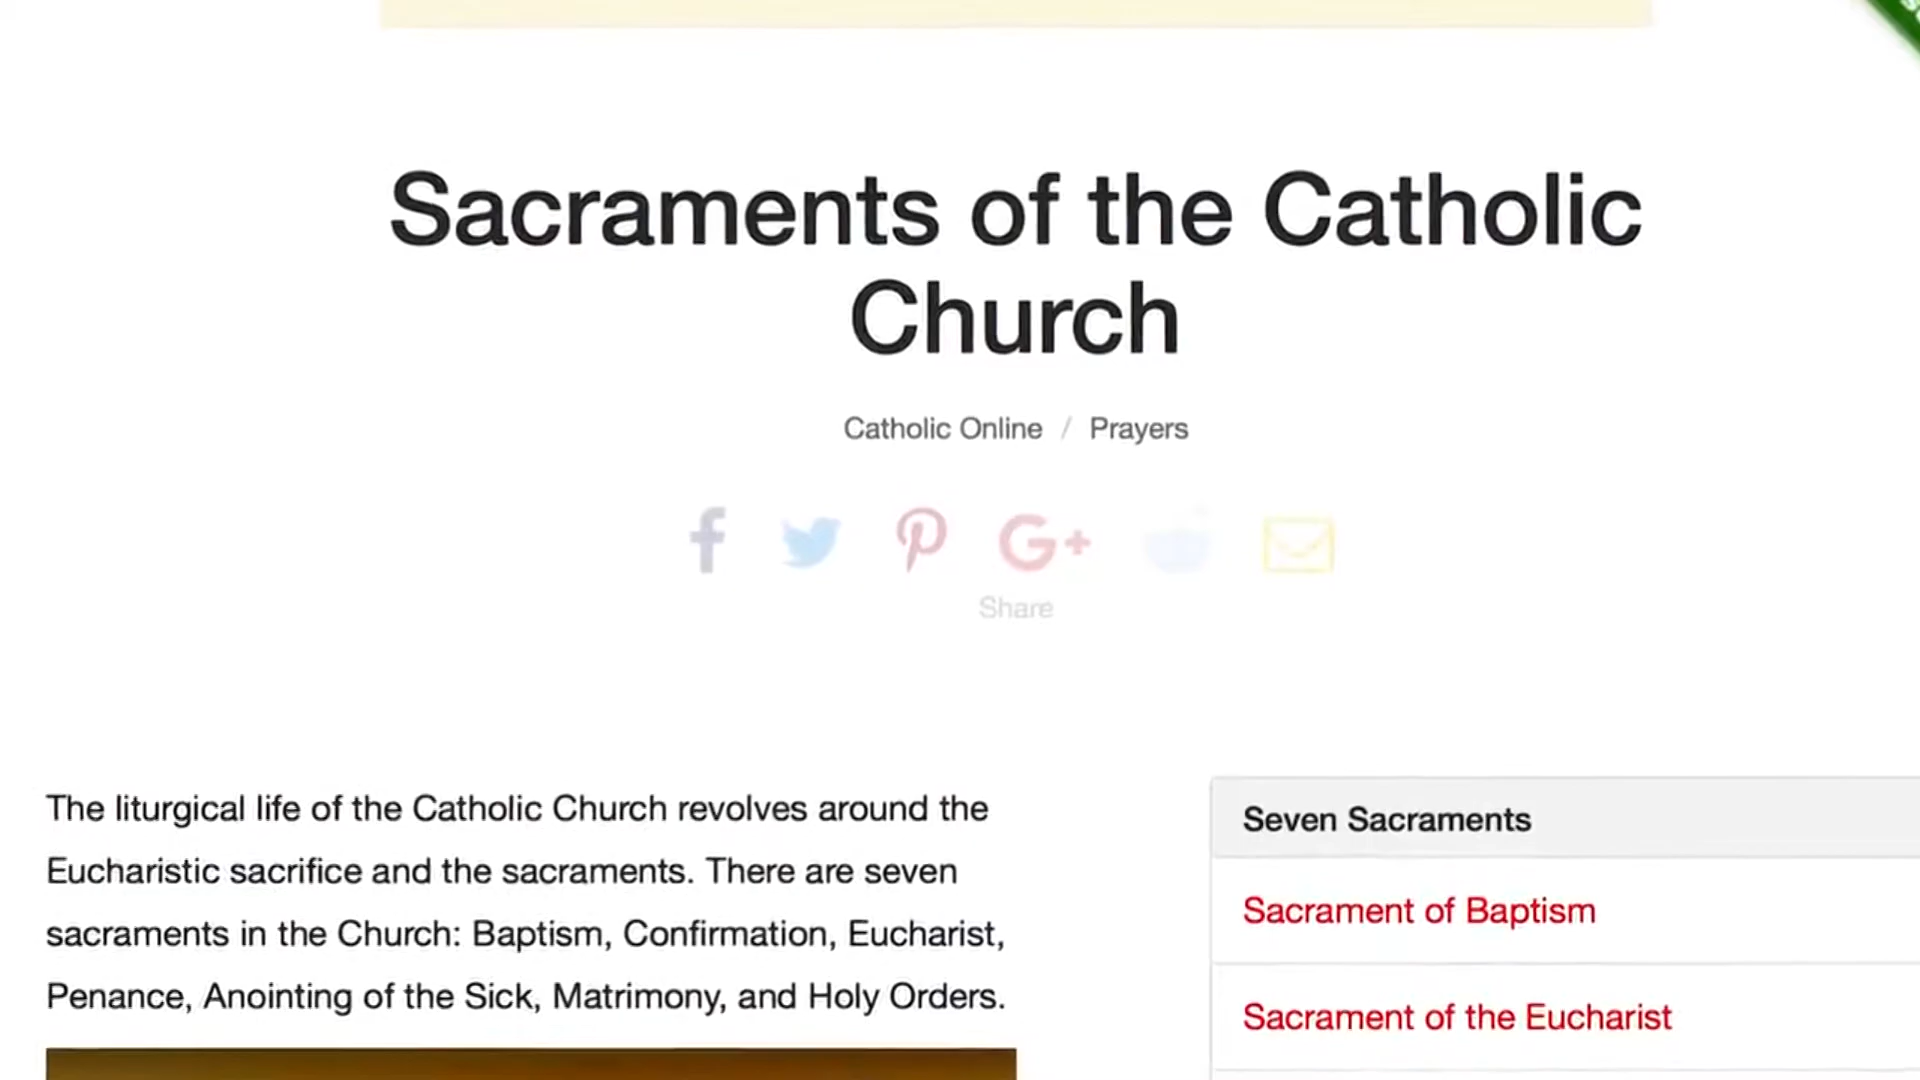 Sacraments of the Catholic
Church
Catholic Online / Prayers
Share
The liturgical life of the Catholic Church revolves around the
Eucharistic sacrifice and the sacraments. There are seven
sacraments in the Church: Baptism, Confirmation, Eucharist,
Penance, Anointing of the Sick, Matrimony, and Holy Orders.
Seven Sacraments
Sacrament of Baptism
Sacrament of the Eucharist